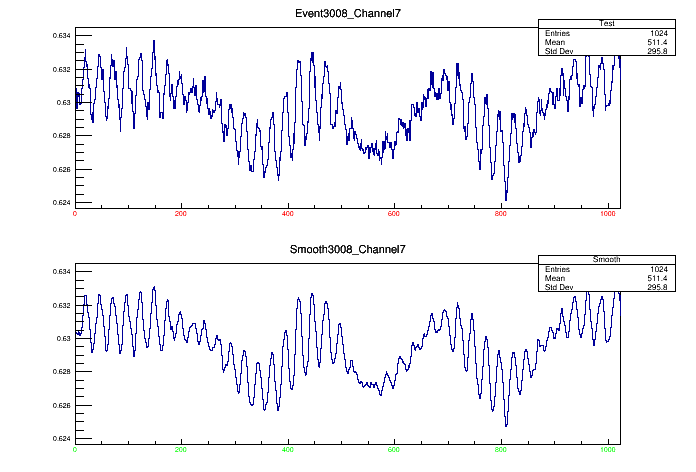 Event3008_Channel7
Test
Entries 1024
Mean 511.4
Std Dev 295.8
0.634
0.632
0.63
0.628
0.626
0.624
0 200 400 600 800 1000
Smooth3008_Channel7
Smooth
Entries 1024
Mean 511.4
Std Dev 295.8
0.634
0.632
0.63
0.628
0.626
0.624
0 200 400 600 800 1000